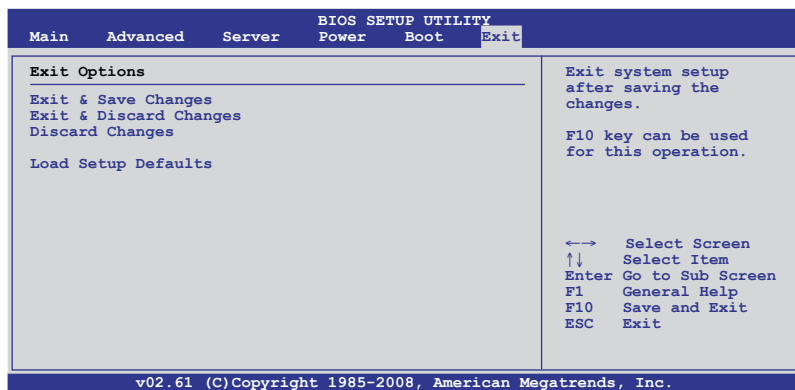 BIOS SETUP UTILITY
Main Advanced Server Power Boot Exit
Exit Options
Exit & Save Changes
Exit & Discard Changes
Discard Changes
Load Setup Defaults
Exit system setup
after saving the
changes.
F10 key can be used
for this operation.
←→ Select Screen
↑↓ Select Item
Enter Go to Sub Screen
F1 General Help
F10 Save and Exit
ESC Exit
v02.61 (C)Copyright 1985-2008, American Megatrends, Inc.